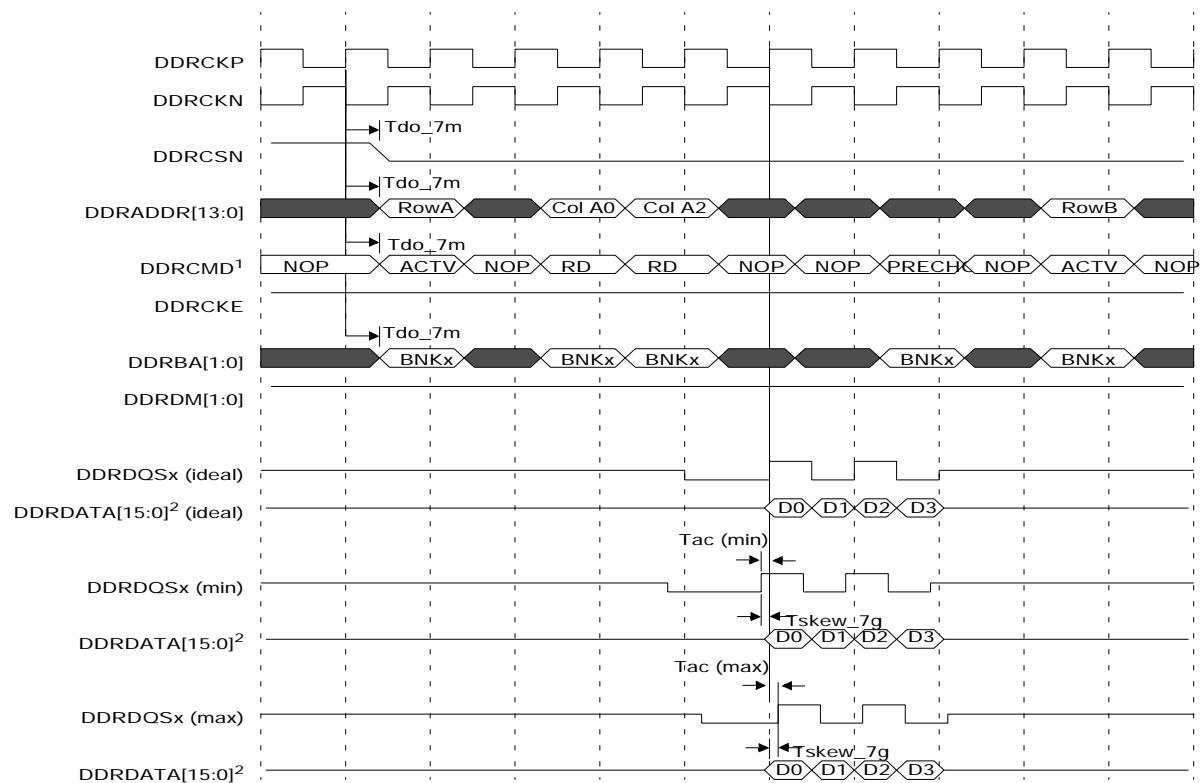 DDRCKP
DDRCKN
Tdo_7m
DDRCSN
Tdo_7m
DDRADDR[13:0] RowA Col A0 Col A2 RowB
Tdo_7m
DDRCMD1 NOP ACTV NOP RD RD NOP NOP PRECHG NOP ACTV NOP
DDRCKE
Tdo_7m
DDRBA[1:0] BNKx BNKx BNKx BNKx BNKx
DDRDM[1:0]
DDRDQSx (ideal)
DDRDATA[15:0]2 (ideal) D0 D1 D2 D3
Tac (min)
DDRDQSx (min)
Tskew_7g
DDRDATA[15:0]2 D0 D1 D2 D3
Tac (max)
DDRDQSx (max)
Tskew_7g
DDRDATA[15:0]2 D0 D1 D2 D3